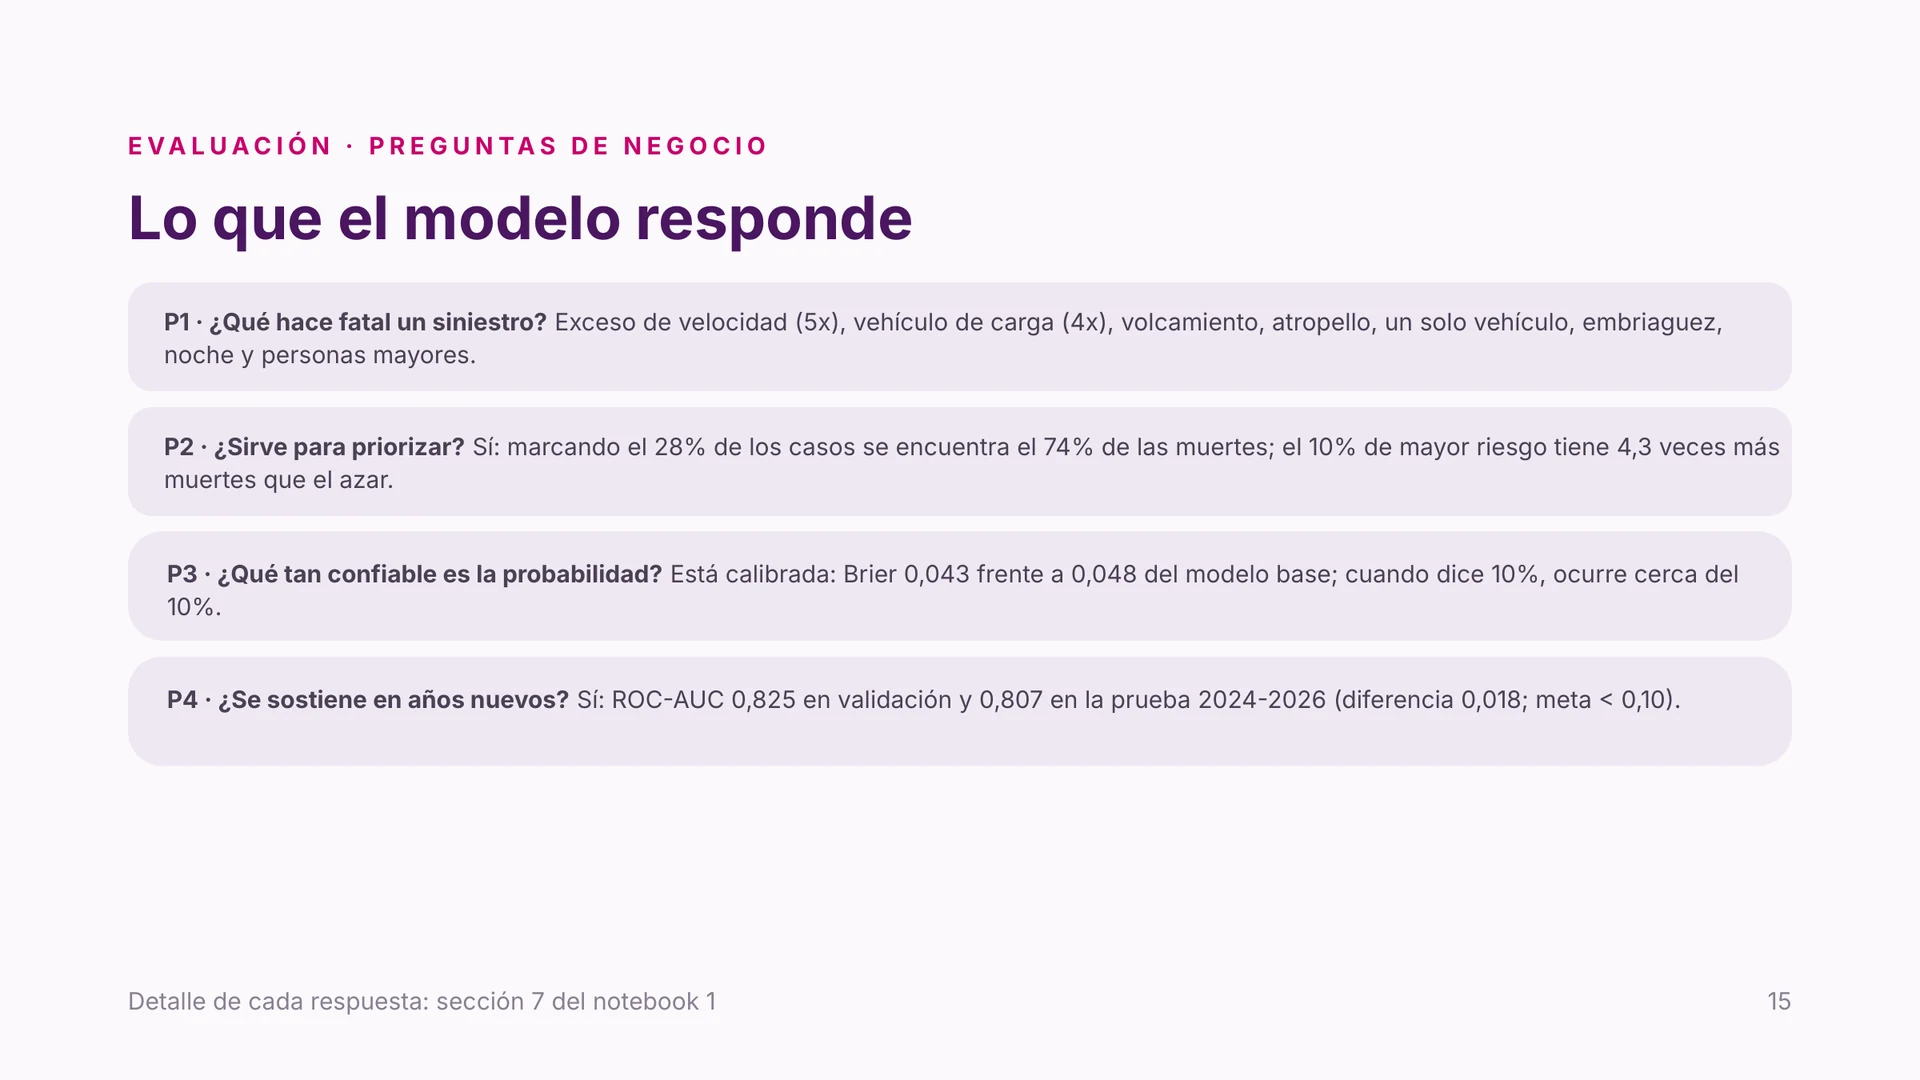 EVALUACIÓN · PREGUNTAS DE NEGOCIO
Lo que el modelo responde
P1 · ¿Qué hace fatal un siniestro? Exceso de velocidad (5x), vehículo de carga (4x), volcamiento, atropello, un solo vehículo, embriaguez,
noche y personas mayores.
P2 · ¿Sirve para priorizar? Sí: marcando el 28% de los casos se encuentra el 74% de las muertes; el 10% de mayor riesgo tiene 4,3 veces más
muertes que el azar.
P3 · ¿Qué tan confiable es la probabilidad? Está calibrada: Brier 0,043 frente a 0,048 del modelo base; cuando dice 10%, ocurre cerca del
10%.
P4 · ¿Se sostiene en años nuevos? Sí: ROC-AUC 0,825 en validación y 0,807 en la prueba 2024-2026 (diferencia 0,018; meta < 0,10).
Detalle de cada respuesta: sección 7 del notebook 1
15